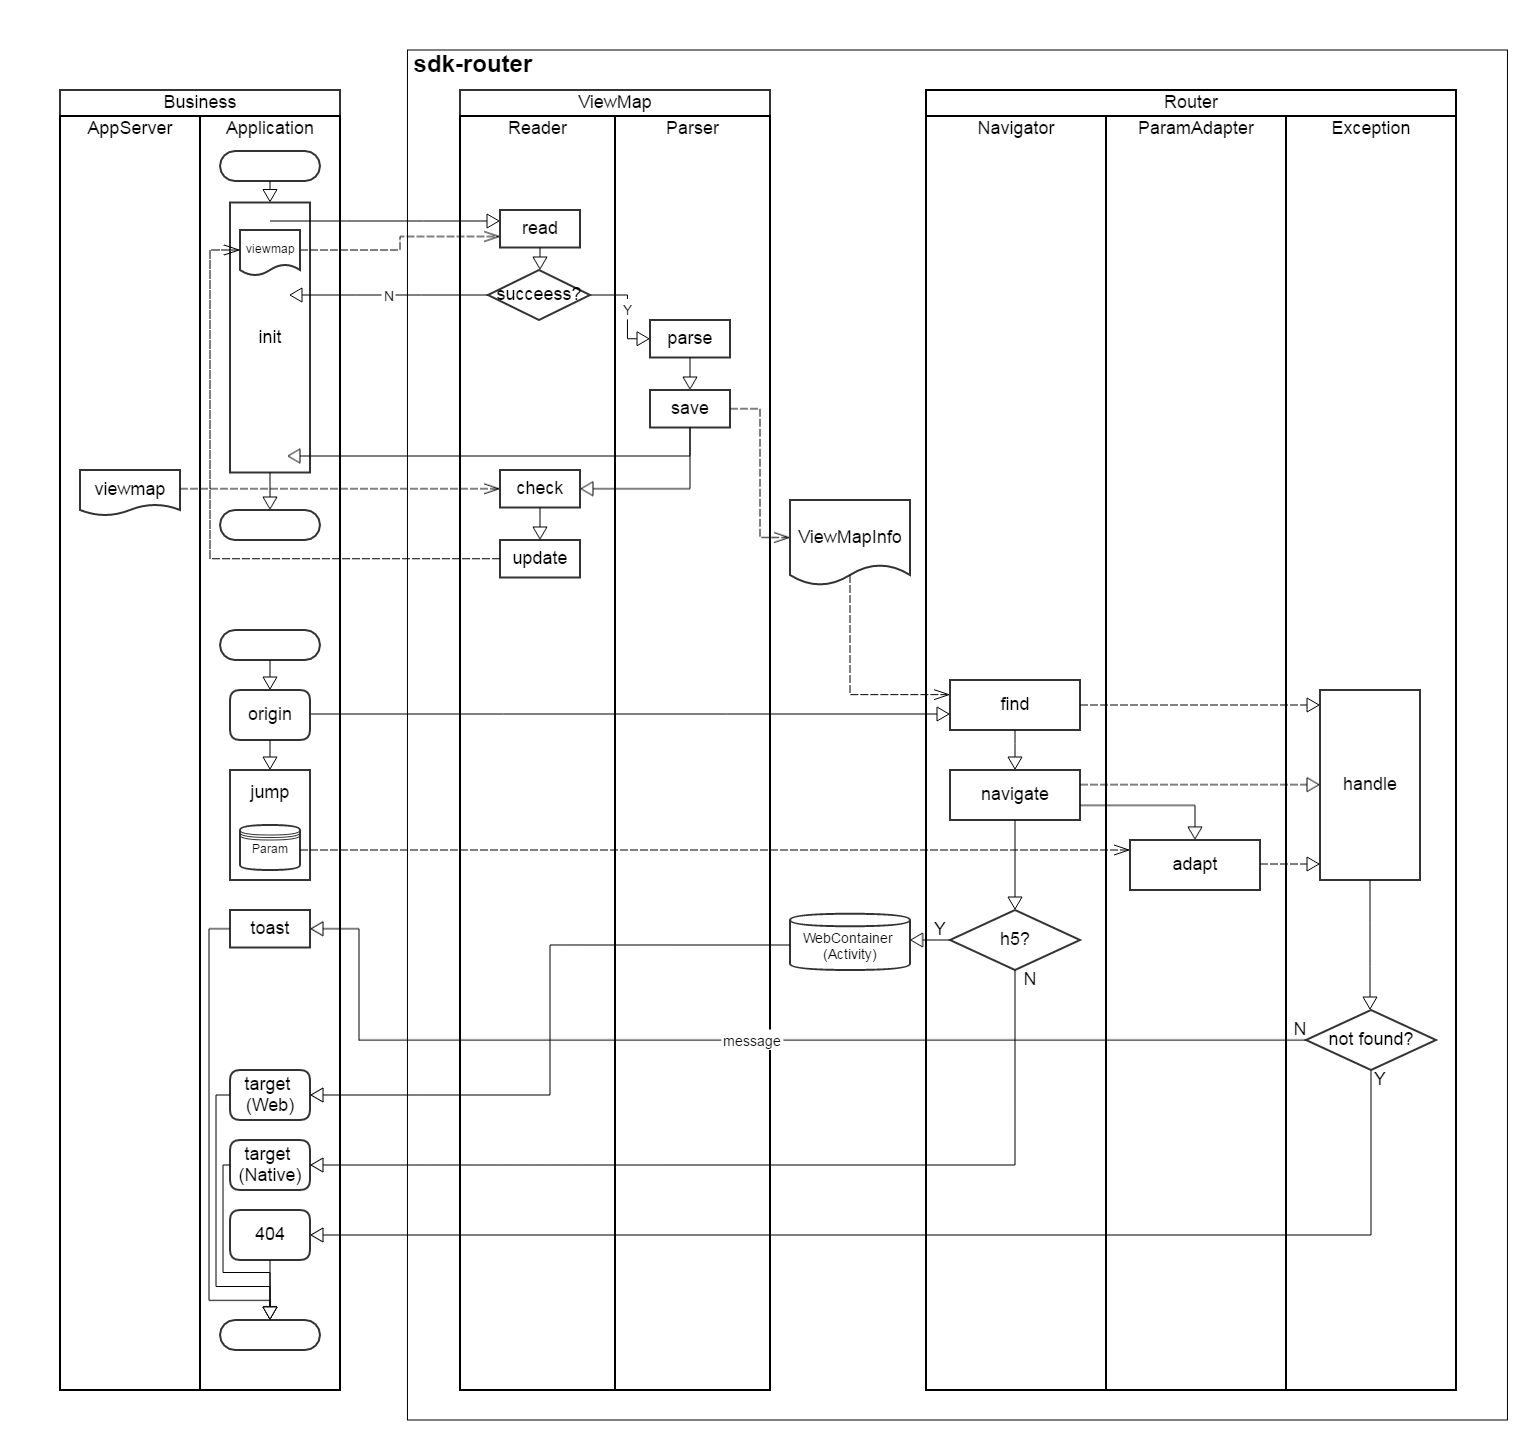 sdk-router
Business
ViewMap
Router
AppServer
Application
Reader
Parser
Navigator
ParamAdapter
Exception
read
viewmap
succeess?
N
Y
init
parse
save
viewmap
check
ViewMapInfo
update
find
origin
jump
navigate
handle
Param
adapt
toast
WebContainer
(Activity)
Y
h5?
N
N
message
not found?
Y
target
(Web)
target
(Native)
404